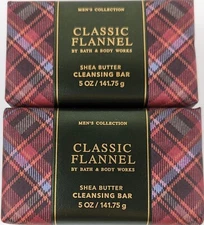 MEN'S COLLECTION
CLASSIC
FLANNEL
BY BATH & BODY WORKS
SHEA BUTTER
CLEANSING BAR
5 OZ / 141.75 g
MEN'S COLLECTION
CLASSIC
FLANNEL
BY BATH & BODY WORKS
SHEA BUTTER
CLEANSING BAR
5 OZ / 141.75 g